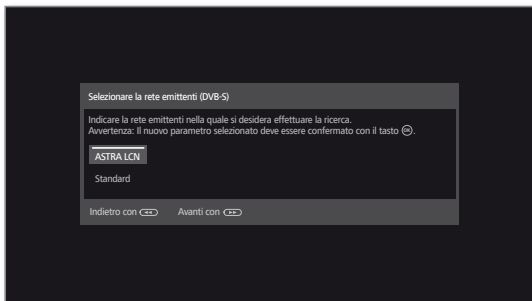 Selezionare la rete emittenti (DVB-S)
Indicare la rete emittenti nella quale si desidera effettuare la ricerca.
Avvertenza: Il nuovo parametro selezionato deve essere confermato con il tasto OK.
ASTRA LCN
Standard
Indietro con ◄◄ Avanti con ►►